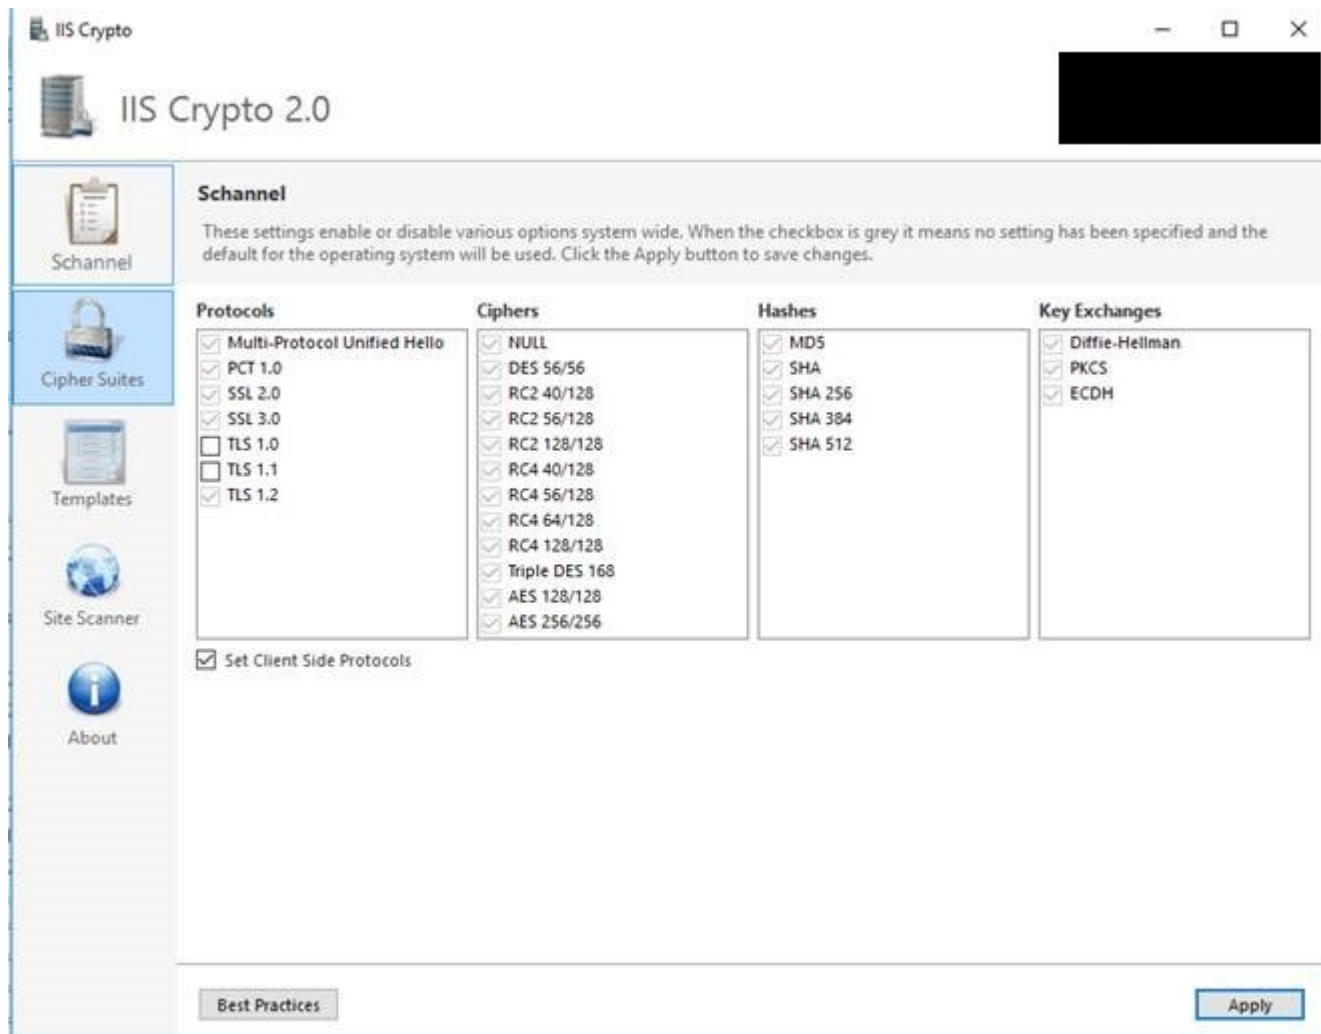 IIS Crypto
IIS Crypto 2.0
Schannel
Cipher Suites
Templates
Site Scanner
About
Schannel
These settings enable or disable various options system wide. When the checkbox is grey it means no setting has been specified and the
default for the operating system will be used. Click the Apply button to save changes.
Protocols
Multi-Protocol Unified Hello
PCT 1.0
SSL 2.0
SSL 3.0
TLS 1.0
TLS 1.1
TLS 1.2
Ciphers
NULL
DES 56/56
RC2 40/128
RC2 56/128
RC2 128/128
RC4 40/128
RC4 56/128
RC4 64/128
RC4 128/128
Triple DES 168
AES 128/128
AES 256/256
Hashes
MD5
SHA
SHA 256
SHA 384
SHA 512
Key Exchanges
Diffie-Hellman
PKCS
ECDH
Set Client Side Protocols
Best Practices
Apply